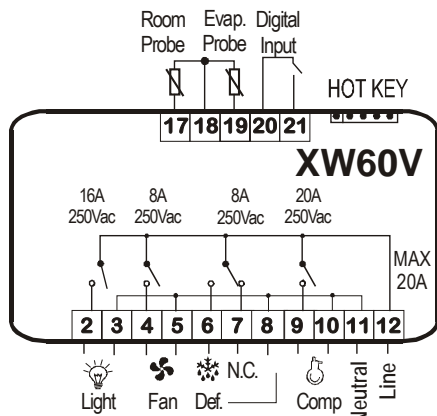 Room Probe
Evap. Probe
Digital Input
17 18 19 20 21
HOT KEY
XW60V
16A 250Vac
8A 250Vac
8A 250Vac
20A 250Vac
MAX 20A
2 3 4 5 6 7 8 9 10 11 12
Light
Fan
Def.
N.C.
Comp
Neutral
Line